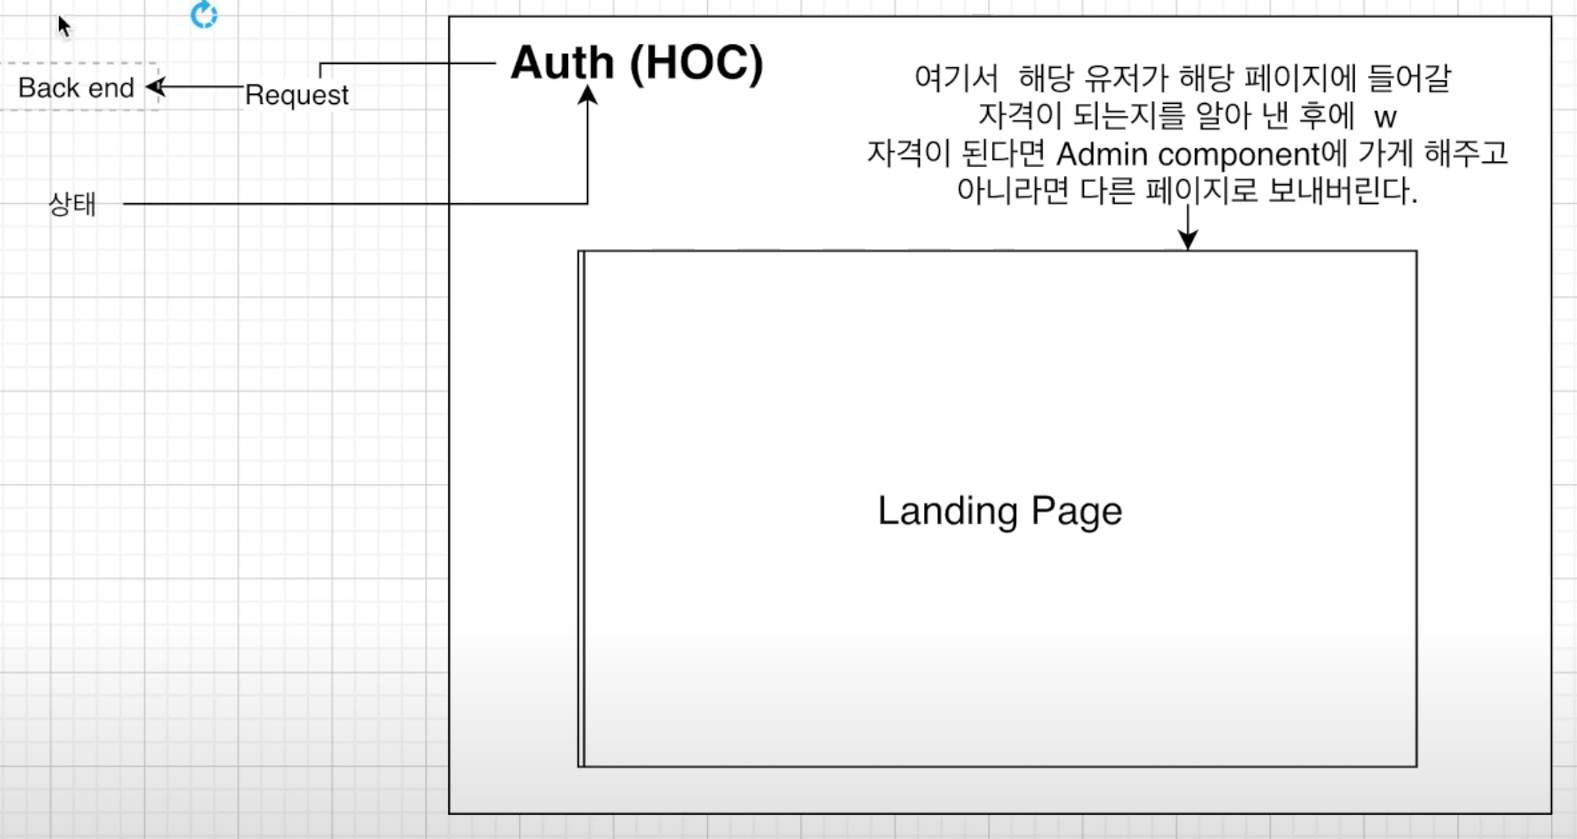 Auth (HOC)
Back end
Request
상태
여기서 해당 유저가 해당 페이지에 들어갈
자격이 되는지를 알아 낸 후에 w
자격이 된다면 Admin component에 가게 해주고
아니라면 다른 페이지로 보내버린다.
Landing Page